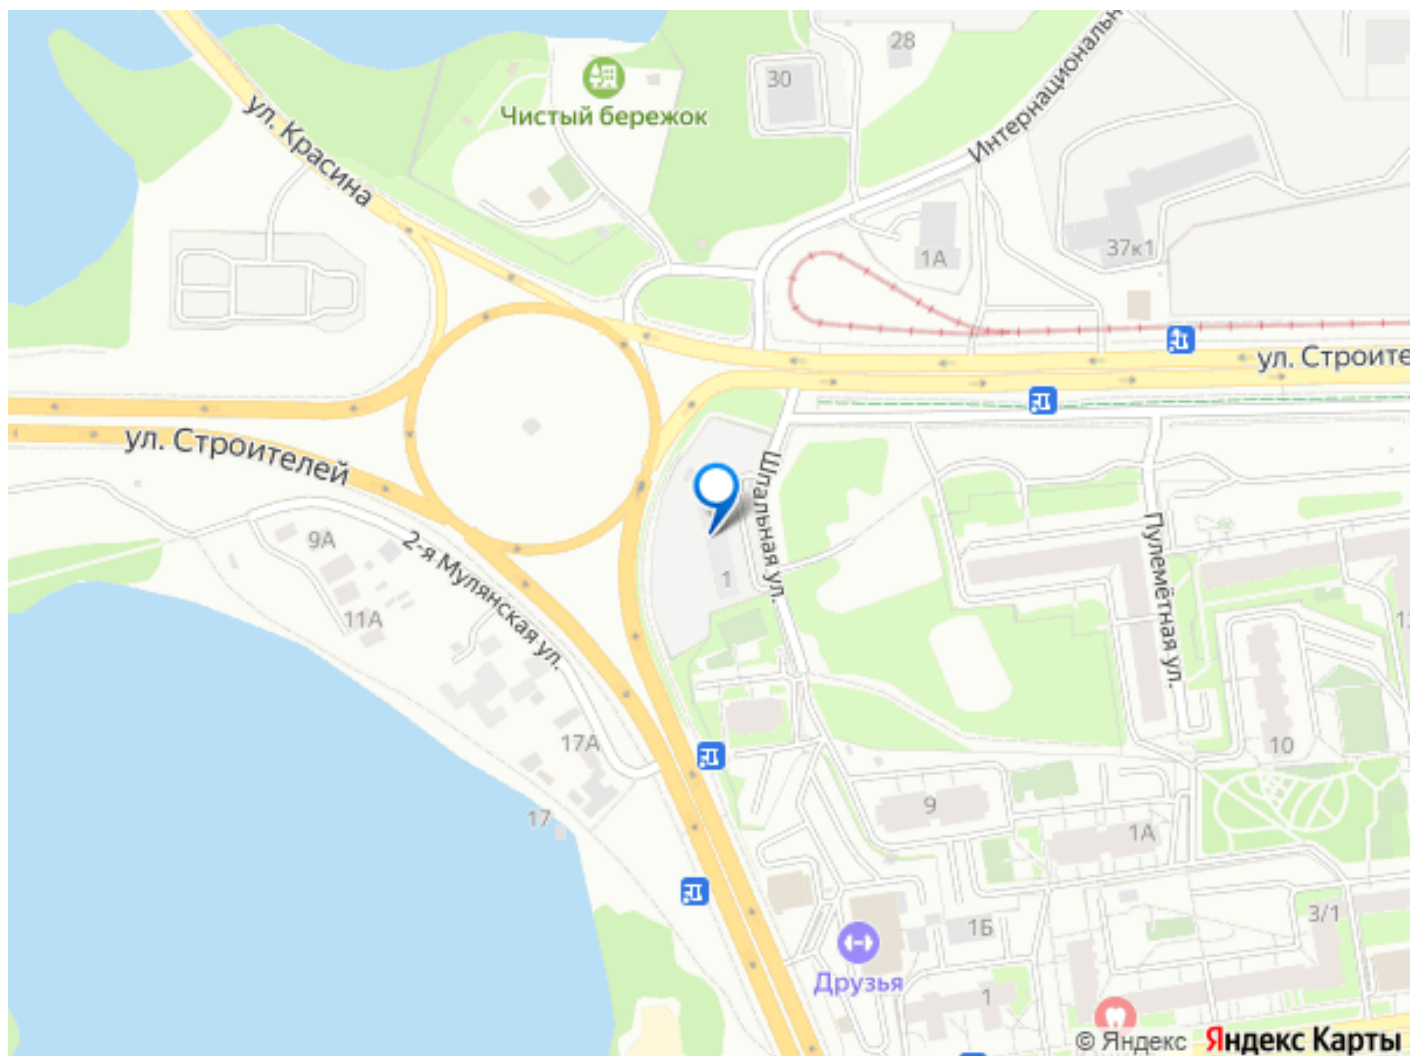 28
30
Чистый бережок
ул. Красина
Интернациональн
1А
37к1
ул. Строите
ул. Строителей
Шпальная ул.
Пулемётная ул.
9А
2-я Мулянская ул.
1
11А
17А
10
9
17
1А
3/1
1Б
Друзья
1
© Яндекс Яндекс Карты